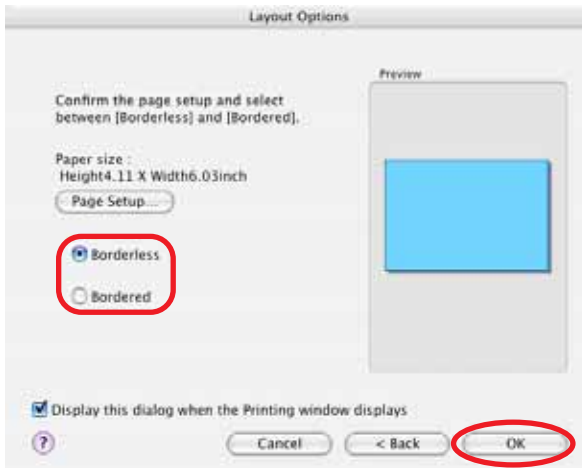 Layout Options
Preview
Confirm the page setup and select
between [Borderless] and [Bordered].
Paper size :
Height4.11 X Width6.03inch
Page Setup...
Borderless
Bordered
Display this dialog when the Printing window displays
?
Cancel
< Back
OK